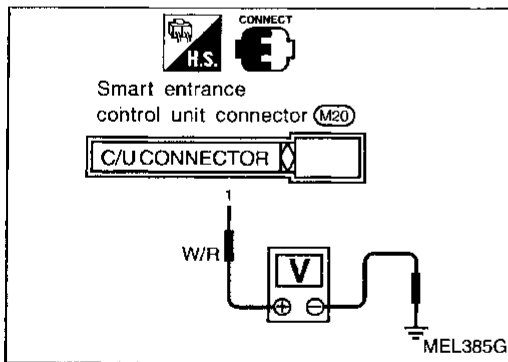 CONNECT
H.S.
Smart entrance
control unit connector M20
C/U CONNECTOR
1
W/R
V
⊕ ⊖
MEL385G